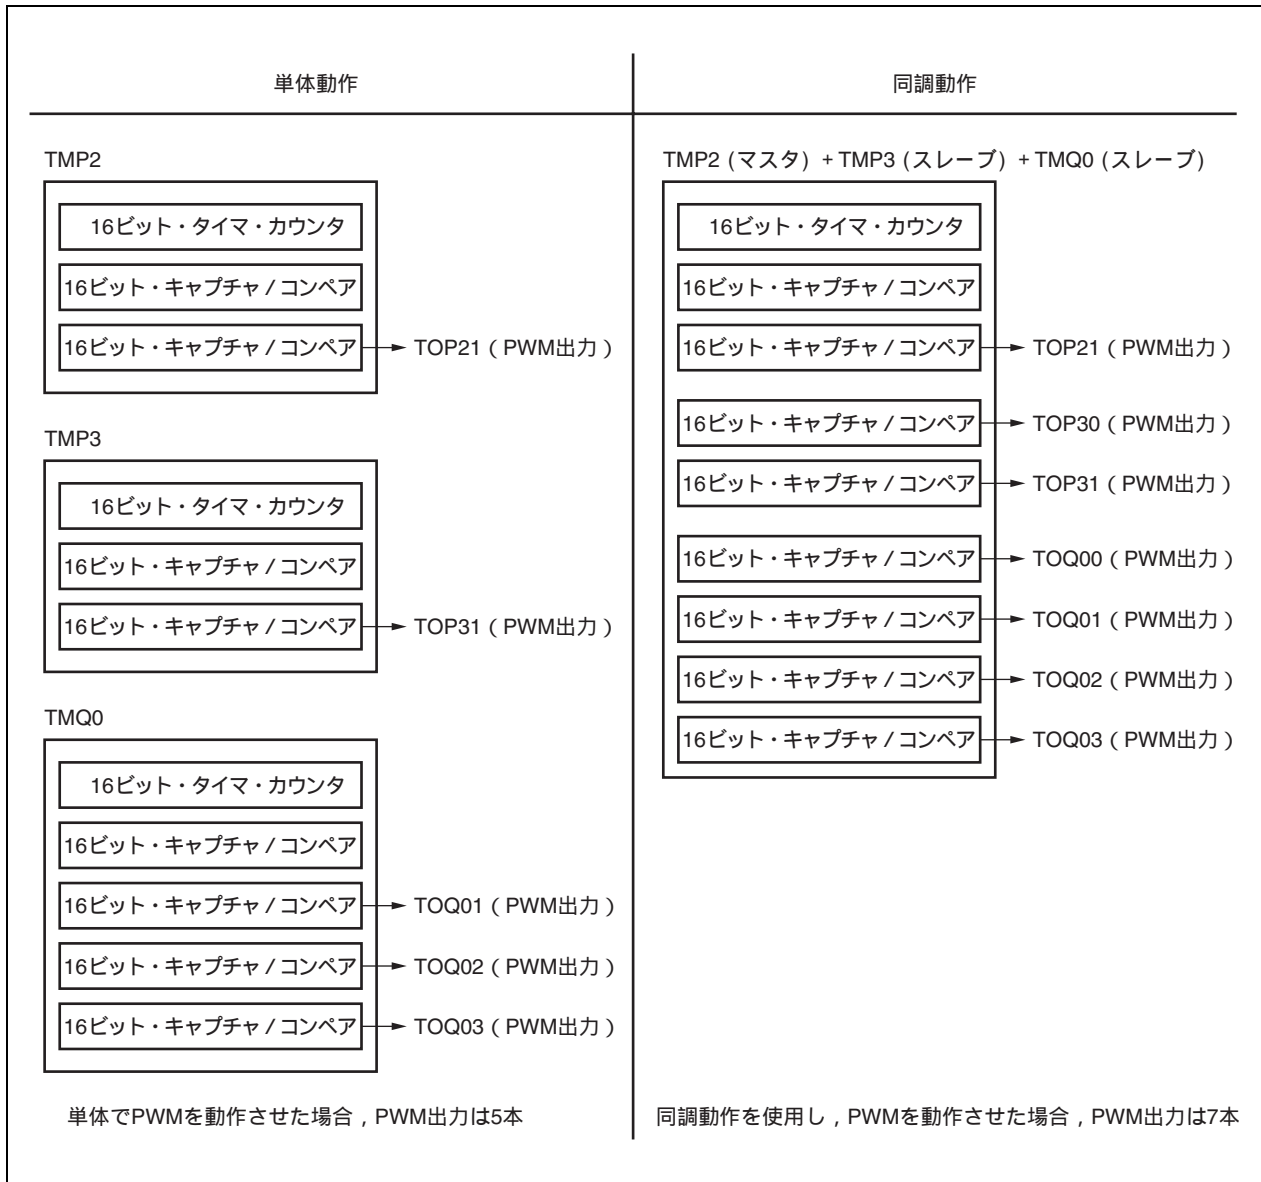 単体動作
TMP2
16ビット・タイマ・カウンタ
16ビット・キャプチャ / コンペア
16ビット・キャプチャ / コンペア
TOP21（PWM出力）
TMP3
16ビット・タイマ・カウンタ
16ビット・キャプチャ / コンペア
16ビット・キャプチャ / コンペア
TOP31（PWM出力）
TMQ0
16ビット・タイマ・カウンタ
16ビット・キャプチャ / コンペア
16ビット・キャプチャ / コンペア
TOQ01（PWM出力）
16ビット・キャプチャ / コンペア
TOQ02（PWM出力）
16ビット・キャプチャ / コンペア
TOQ03（PWM出力）
単体でPWMを動作させた場合，PWM出力は5本
同調動作
TMP2（マスタ）+ TMP3（スレーブ）+ TMQ0（スレーブ）
16ビット・タイマ・カウンタ
16ビット・キャプチャ / コンペア
16ビット・キャプチャ / コンペア
TOP21（PWM出力）
16ビット・キャプチャ / コンペア
TOP30（PWM出力）
16ビット・キャプチャ / コンペア
TOP31（PWM出力）
16ビット・キャプチャ / コンペア
TOQ00（PWM出力）
16ビット・キャプチャ / コンペア
TOQ01（PWM出力）
16ビット・キャプチャ / コンペア
TOQ02（PWM出力）
16ビット・キャプチャ / コンペア
TOQ03（PWM出力）
同調動作を使用し，PWMを動作させた場合，PWM出力は7本